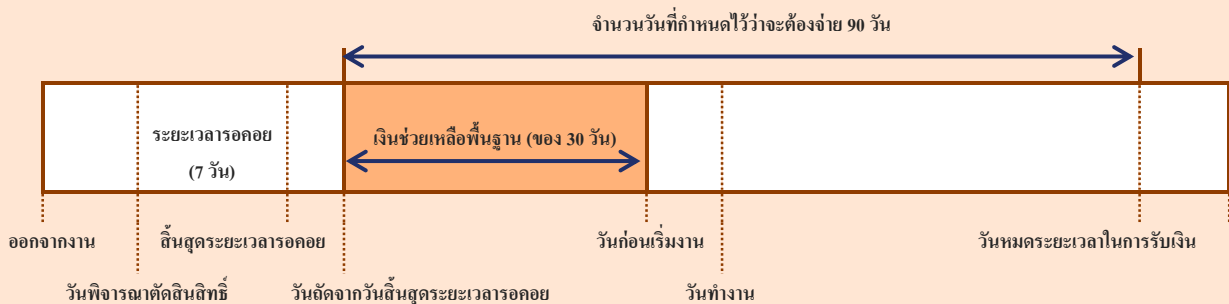 จำนวนวันที่กำหนดไว้ว่าจะต้องจ่าย 90 วัน
ระยะเวลารอคอย
(7 วัน)
เงินช่วยเหลือพื้นฐาน (ของ 30 วัน)
ออกจากงาน
สิ้นสุดระยะเวลารอคอย
วันก่อนเริ่มงาน
วันหมดระยะเวลาในการรับเงิน
วันพิจารณาตัดสินสิทธิ์
วันถัดจากวันสิ้นสุดระยะเวลารอคอย
วันทำงาน